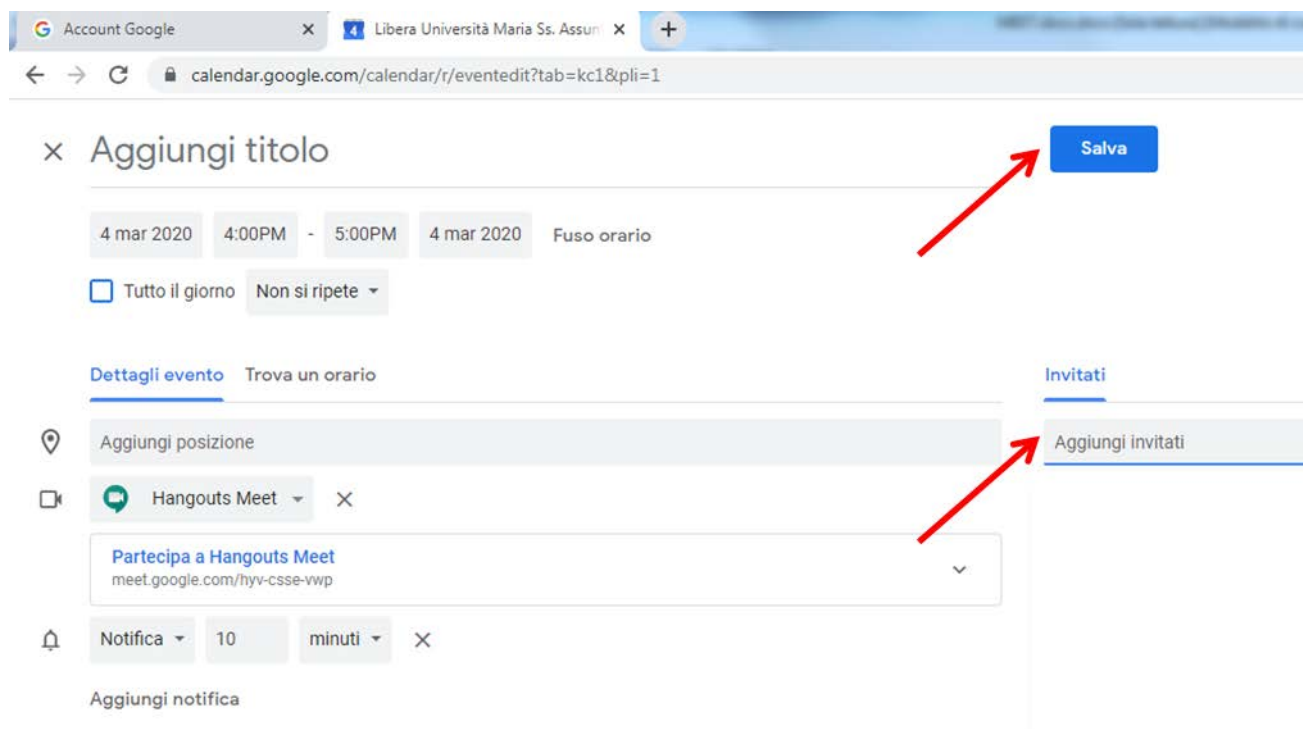 Account Google
Libera Università Maria Ss. Assun
calendar.google.com/calendar/r/eventedit?tab=kc1&pli=1
Aggiungi titolo
Salva
4 mar 2020 4:00PM - 5:00PM 4 mar 2020 Fuso orario
Tutto il giorno Non si ripete
Dettagli evento Trova un orario
Invitati
Aggiungi posizione
Aggiungi invitati
Hangouts Meet
Partecipa a Hangouts Meet
meet.google.com/hyv-csse-vwp
Notifica 10 minuti
Aggiungi notifica